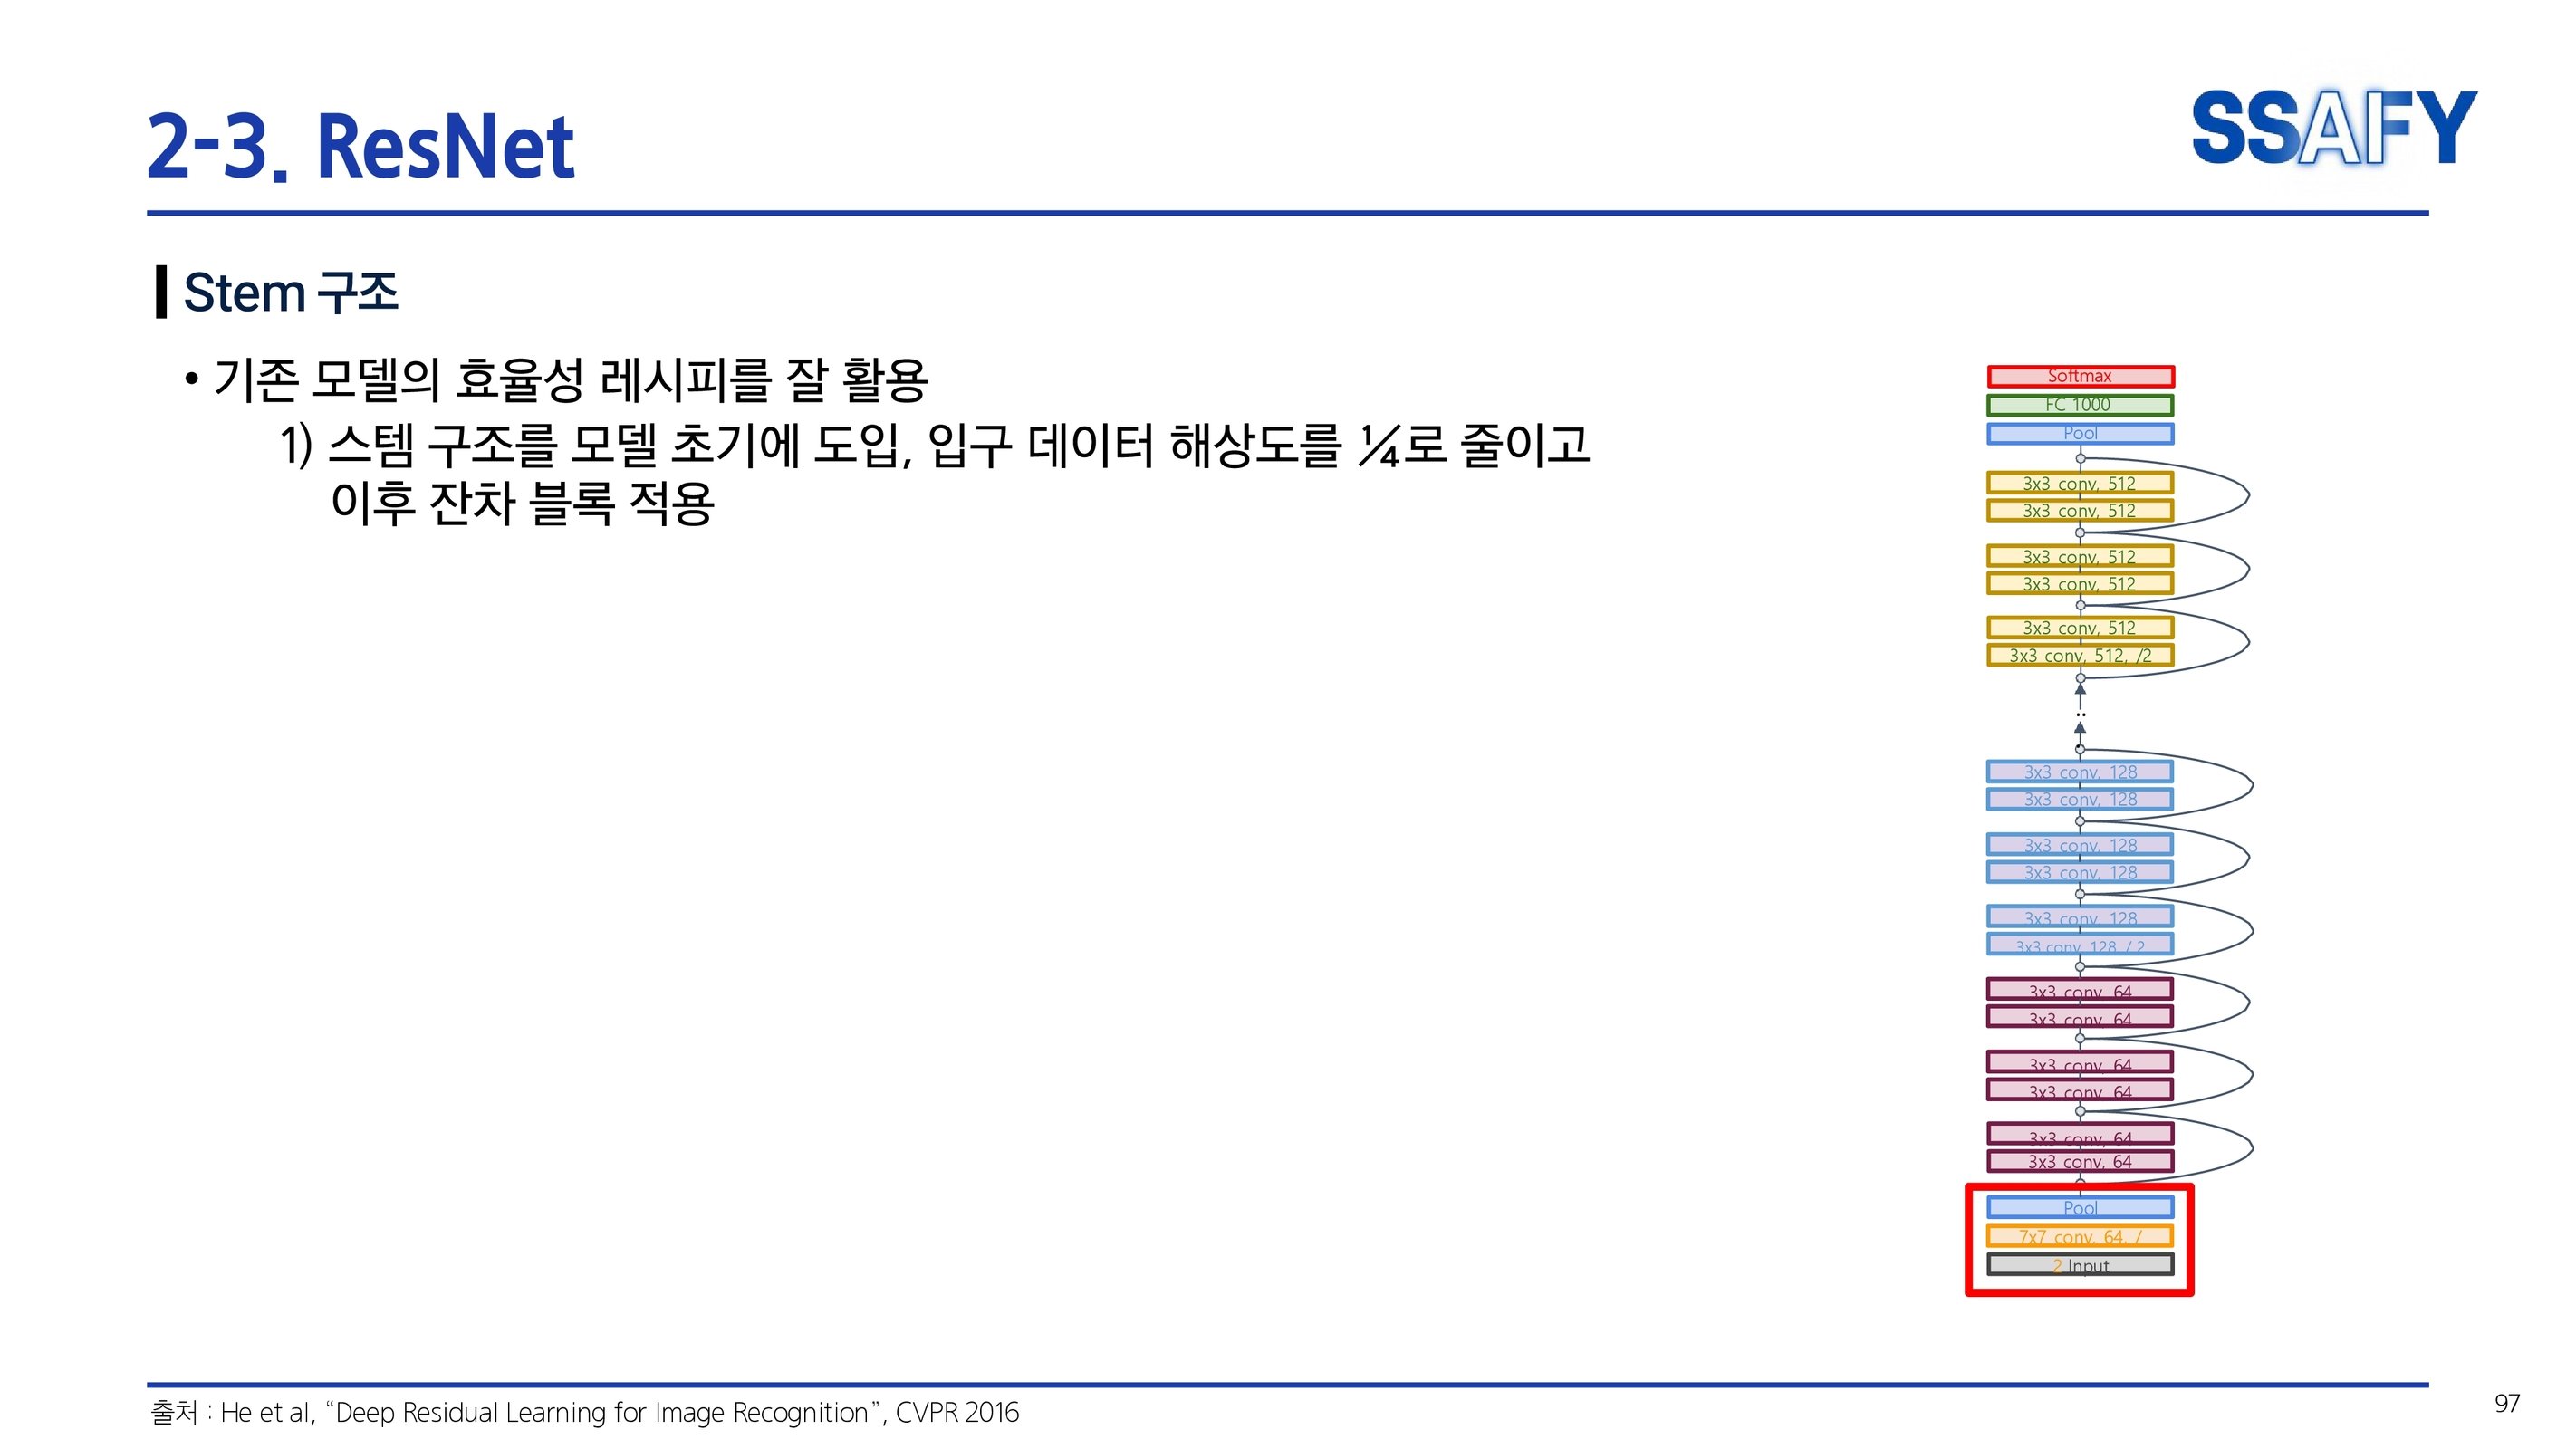 2-3. ResNet
SSAFY
Stem 구조
• 기존 모델의 효율성 레시피를 잘 활용
1) 스템 구조를 모델 초기에 도입, 입구 데이터 해상도를 ¼로 줄이고
이후 잔차 블록 적용
Softmax
FC 1000
Pool
3x3 conv, 512
3x3 conv, 512
3x3 conv, 512
3x3 conv, 512
3x3 conv, 512
3x3 conv, 512, /2
3x3 conv, 128
3x3 conv, 128
3x3 conv, 128
3x3 conv, 128
3x3 conv, 128
3x3 conv, 128, / 2
3x3 conv, 64
3x3 conv, 64
3x3 conv, 64
3x3 conv, 64
3x3 conv, 64
3x3 conv, 64
Pool
7x7 conv, 64, /
2 Input
출처 : He et al, “Deep Residual Learning for Image Recognition”, CVPR 2016
97